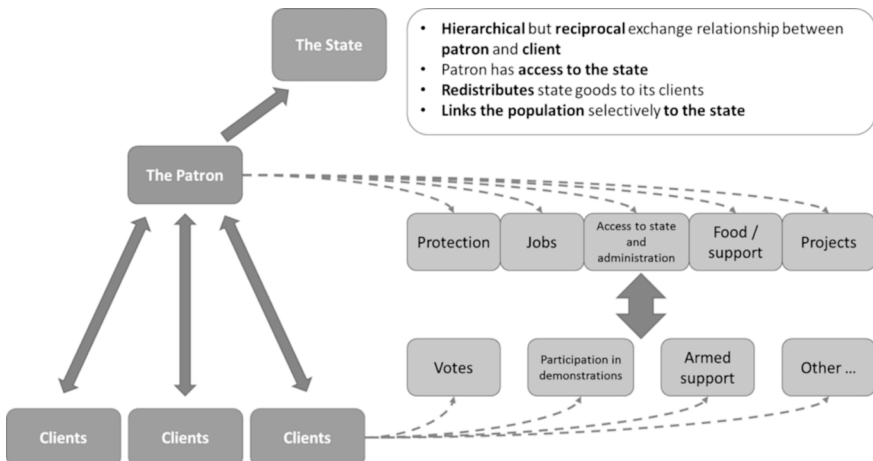 The State
• Hierarchical but reciprocal exchange relationship between
patron and client
• Patron has access to the state
• Redistributes state goods to its clients
• Links the population selectively to the state
The Patron
Protection
Jobs
Access to state
and
administration
Food /
support
Projects
Votes
Participation in
demonstrations
Armed
support
Other ...
Clients
Clients
Clients